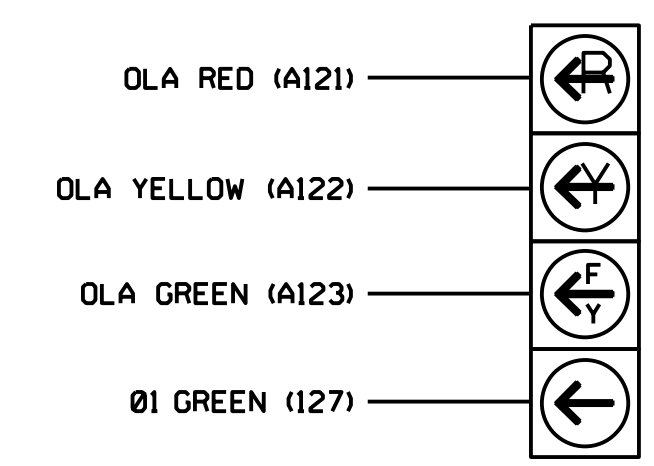 OLA RED (A121)
R
OLA YELLOW (A122)
Y
OLA GREEN (A123)
F
Y
Ø1 GREEN (127)